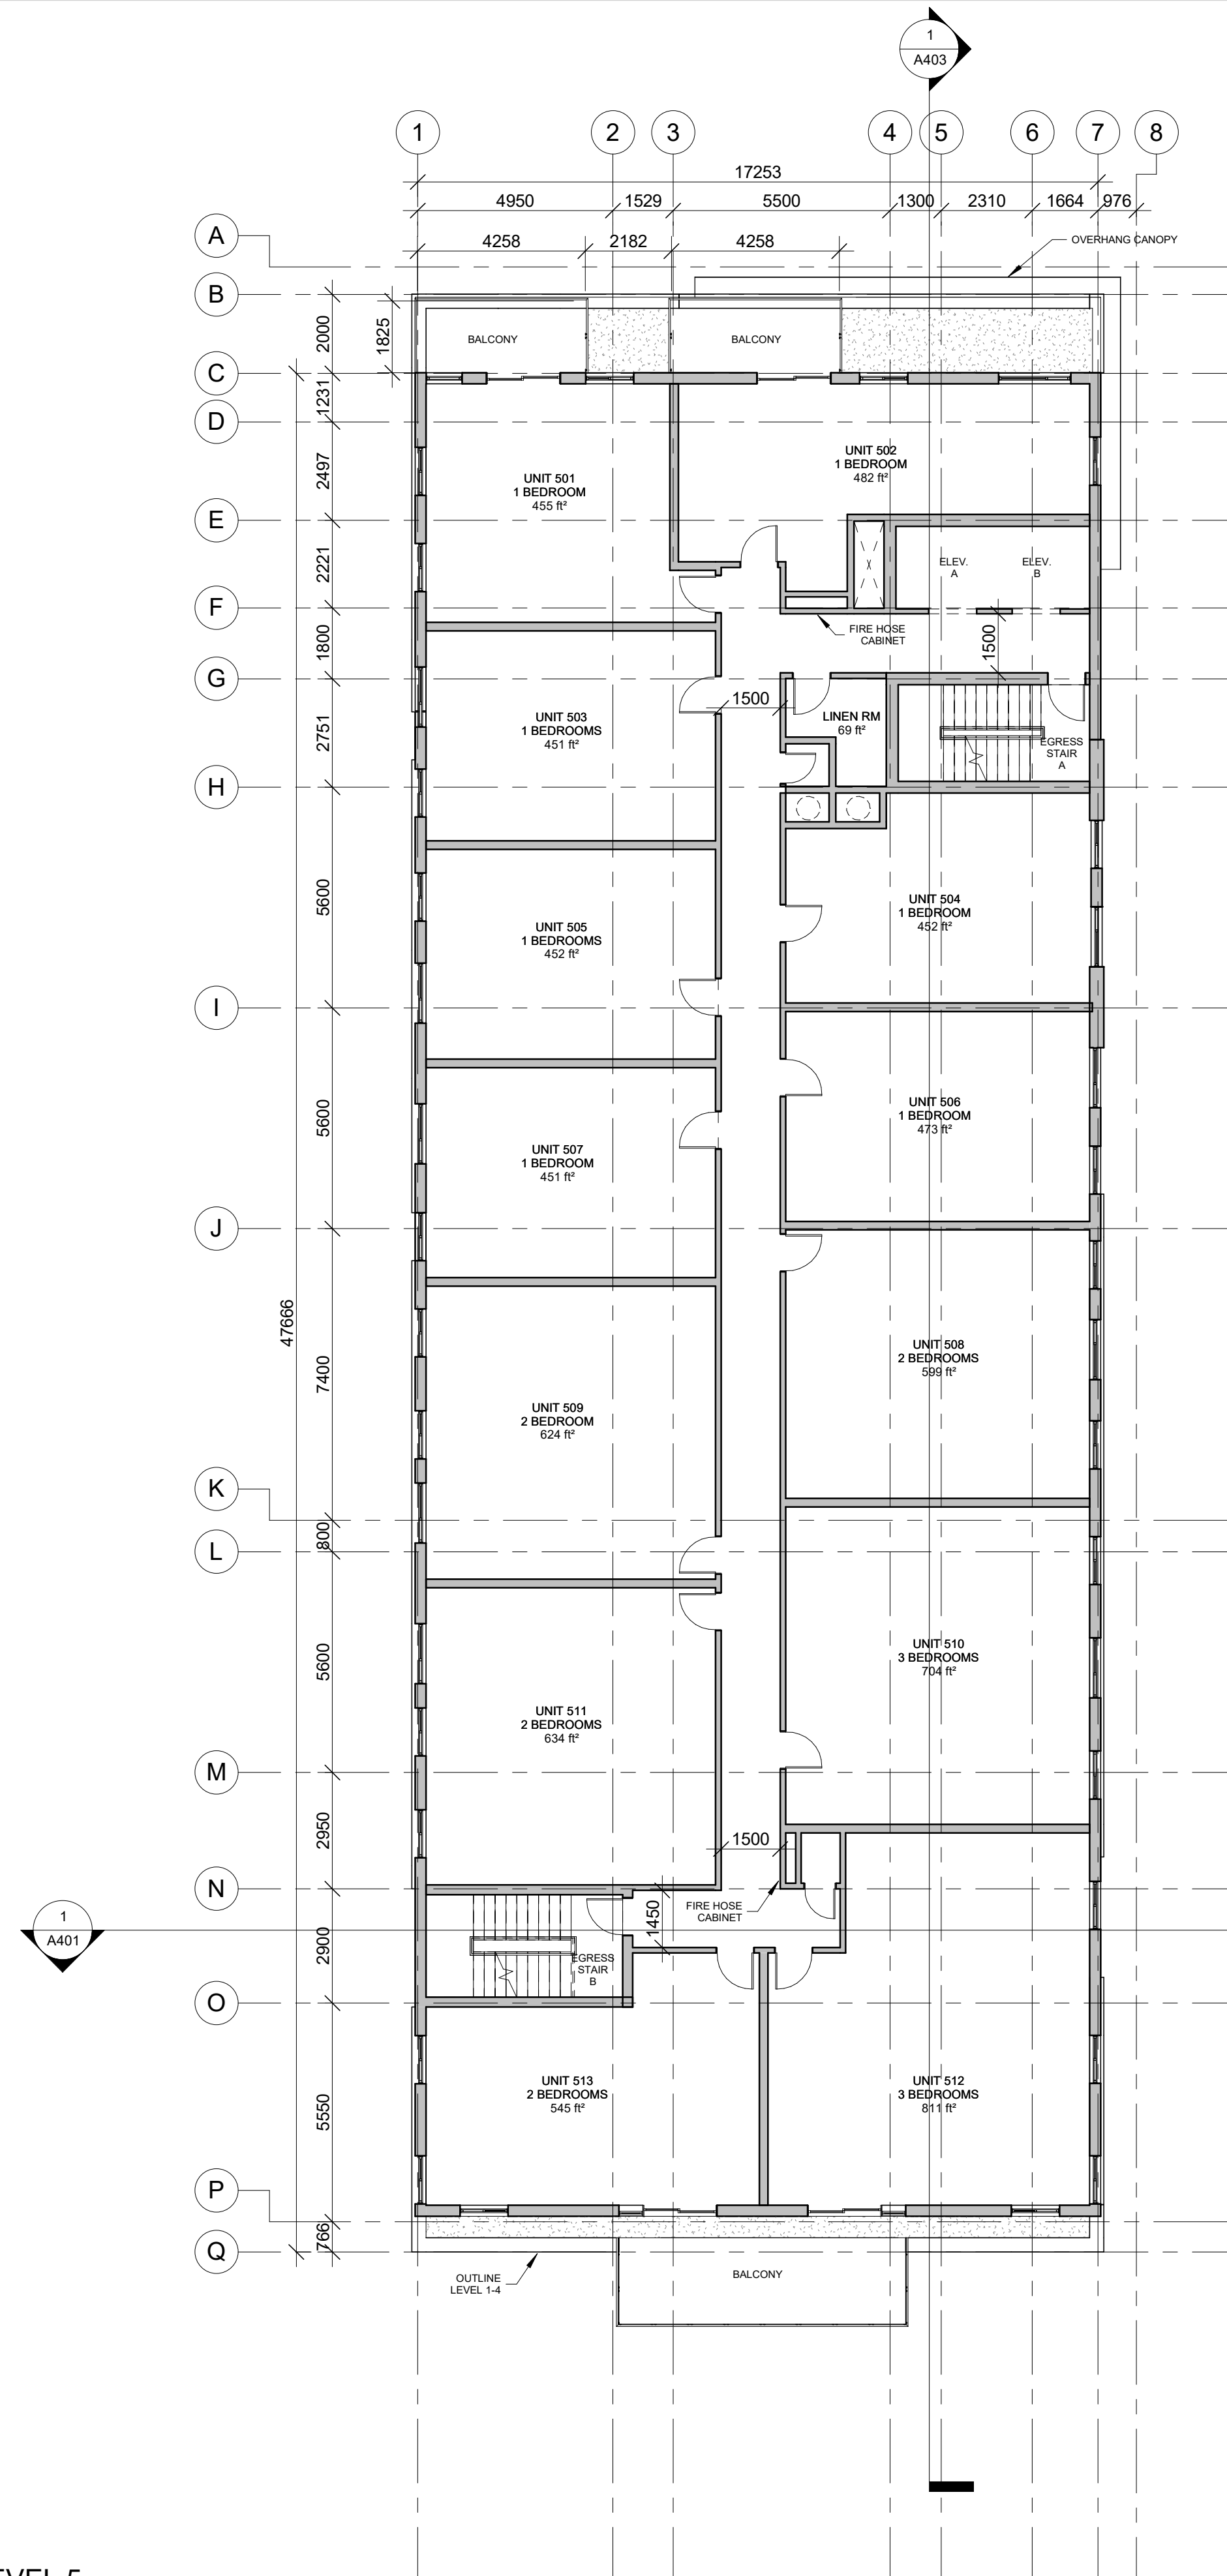 1
A403
1 2 3 4 5 6 7 8
17253
4950 1529 5500 1300 2310 1664 976
4258 2182 4258
A
OVERHANG CANOPY
B
2000
1825
BALCONY BALCONY
C
1231
D
2497
UNIT 501
1 BEDROOM
455 ft²
UNIT 502
1 BEDROOM
482 ft²
E
2221
ELEV.
A
ELEV.
B
F
FIRE HOSE
CABINET
1800
1500
G
1500
2751
UNIT 503
1 BEDROOMS
451 ft²
LINEN RM
69 ft²
EGRESS
STAIR
A
H
5600
UNIT 504
1 BEDROOM
452 ft²
UNIT 505
1 BEDROOMS
452 ft²
I
5600
UNIT 506
1 BEDROOM
473 ft²
UNIT 507
1 BEDROOM
451 ft²
J
47666
7400
UNIT 508
2 BEDROOMS
599 ft²
UNIT 509
2 BEDROOM
624 ft²
K
800
L
5600
UNIT 510
3 BEDROOMS
704 ft²
UNIT 511
2 BEDROOMS
634 ft²
M
2950
1500
N
FIRE HOSE
CABINET
1450
1
A401
2900
EGRESS
STAIR
B
O
5550
UNIT 513
2 BEDROOMS
545 ft²
UNIT 512
3 BEDROOMS
811 ft²
P
766
Q
OUTLINE
LEVEL 1-4
BALCONY